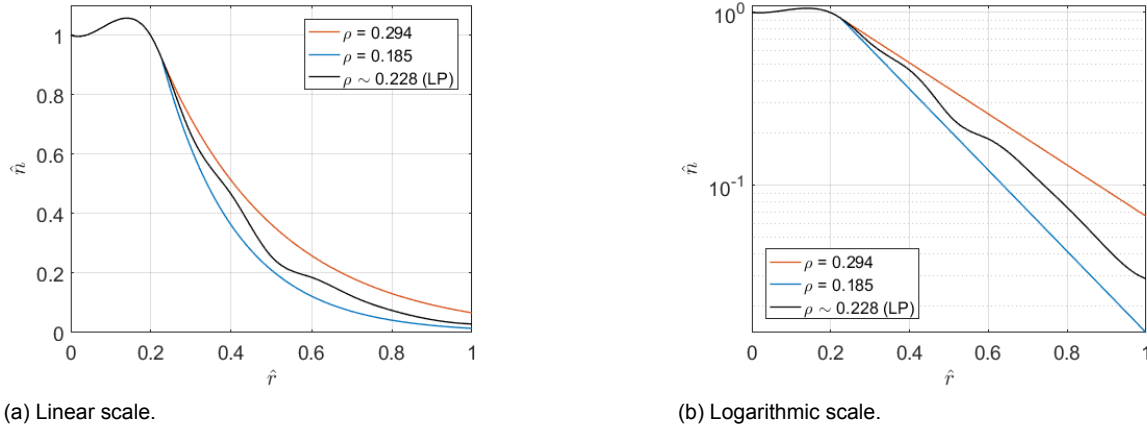 1
0.8
0.6
0.4
0.2
0
n̂
0 0.2 0.4 0.6 0.8 1
r̂
ρ = 0.294
ρ = 0.185
ρ ∼ 0.228 (LP)
(a) Linear scale.
10⁰
10⁻¹
n̂
0 0.2 0.4 0.6 0.8 1
r̂
ρ = 0.294
ρ = 0.185
ρ ∼ 0.228 (LP)
(b) Logarithmic scale.